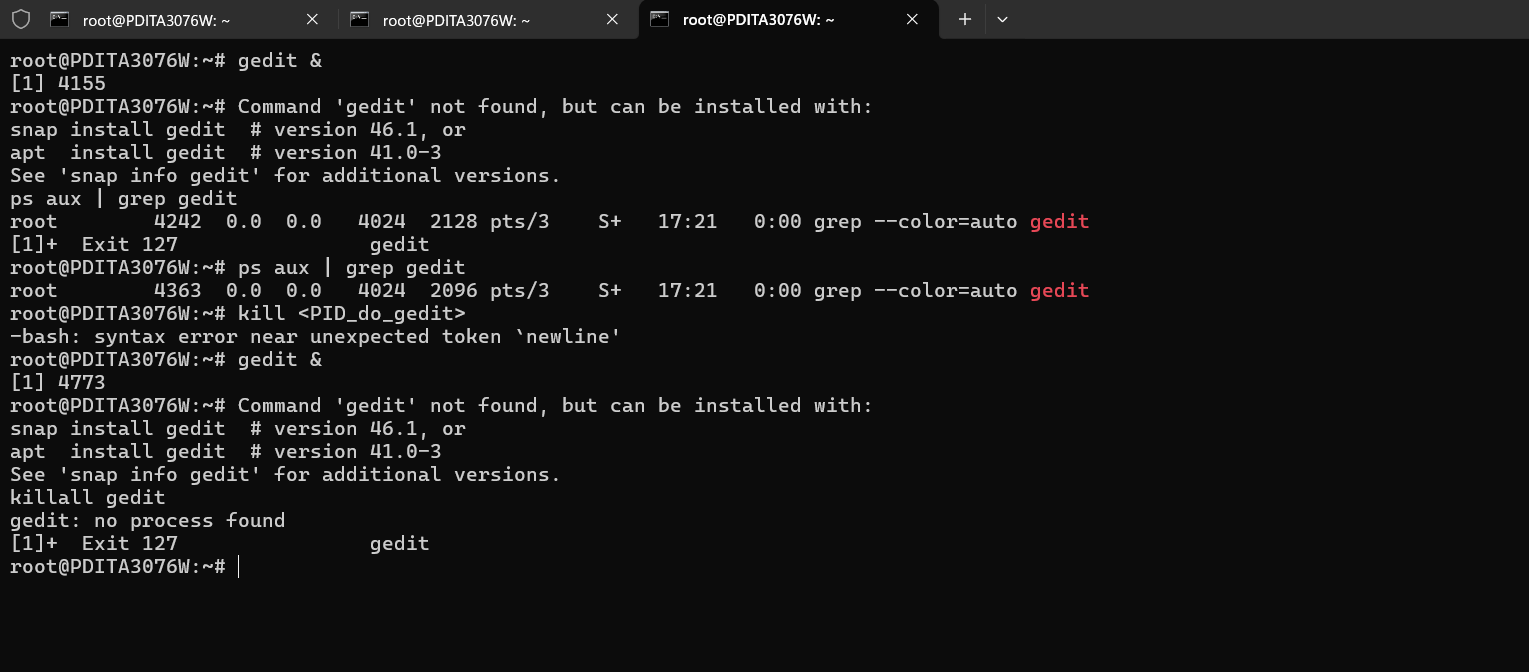 root@PDITA3076W: ~
root@PDITA3076W: ~
root@PDITA3076W: ~
root@PDITA3076W:~# gedit &
[1] 4155
root@PDITA3076W:~# Command 'gedit' not found, but can be installed with:
snap install gedit  # version 46.1, or
apt  install gedit  # version 41.0-3
See 'snap info gedit' for additional versions.
ps aux | grep gedit
root        4242  0.0  0.0   4024  2128 pts/3    S+   17:21   0:00 grep --color=auto gedit
[1]+  Exit 127                gedit
root@PDITA3076W:~# ps aux | grep gedit
root        4363  0.0  0.0   4024  2096 pts/3    S+   17:21   0:00 grep --color=auto gedit
root@PDITA3076W:~# kill <PID_do_gedit>
-bash: syntax error near unexpected token `newline'
root@PDITA3076W:~# gedit &
[1] 4773
root@PDITA3076W:~# Command 'gedit' not found, but can be installed with:
snap install gedit  # version 46.1, or
apt  install gedit  # version 41.0-3
See 'snap info gedit' for additional versions.
killall gedit
gedit: no process found
[1]+  Exit 127                gedit
root@PDITA3076W:~#